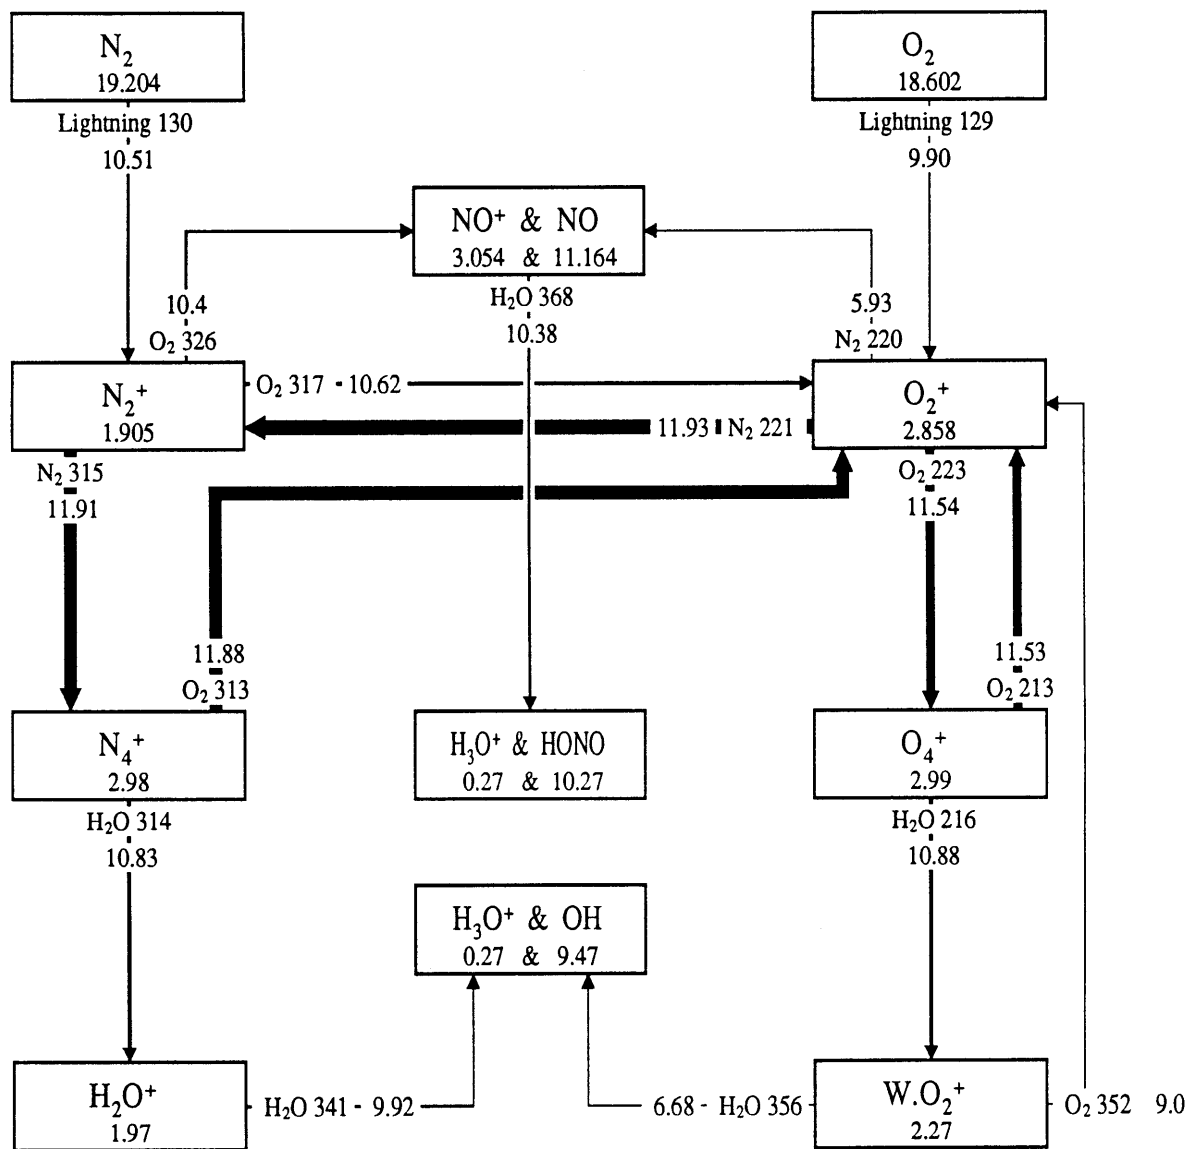 N₂
19.204
Lightning 130
10.51
O₂
18.602
Lightning 129
9.90
NO⁺ & NO
3.054 & 11.164
H₂O 368
10.38
10.4
O₂ 326
5.93
N₂ 220
N₂⁺
1.905
O₂ 317 - 10.62
11.93 N₂ 221
O₂⁺
2.858
N₂ 315
11.91
O₂ 223
11.54
11.88
O₂ 313
11.53
O₂ 213
N₄⁺
2.98
H₂O 314
10.83
H₃O⁺ & HONO
0.27 & 10.27
O₄⁺
2.99
H₂O 216
10.88
H₃O⁺ & OH
0.27 & 9.47
H₂O⁺
1.97
H₂O 341 - 9.92
6.68 - H₂O 356
W.O₂⁺
2.27
O₂ 352 9.0